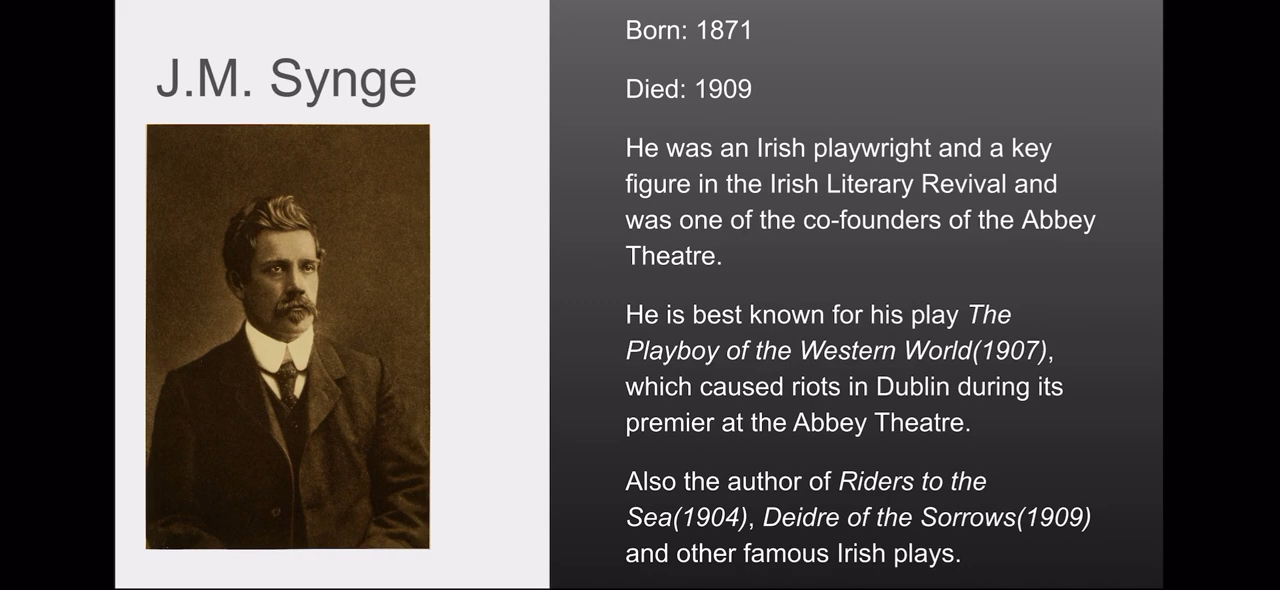 J.M. Synge
Born: 1871
Died: 1909
He was an Irish playwright and a key
figure in the Irish Literary Revival and
was one of the co-founders of the Abbey
Theatre.
He is best known for his play The
Playboy of the Western World(1907),
which caused riots in Dublin during its
premier at the Abbey Theatre.
Also the author of Riders to the
Sea(1904), Deidre of the Sorrows(1909)
and other famous Irish plays.